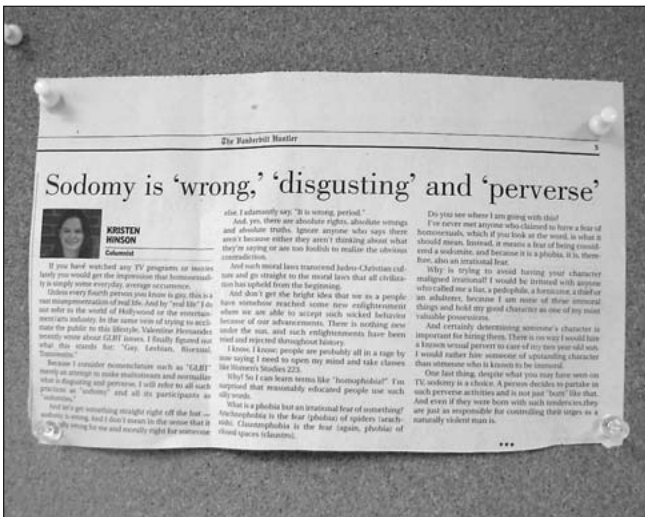 The Vanderbilt Hustler
3
Sodomy is 'wrong,' 'disgusting' and 'perverse'
KRISTEN
HINSON
Columnist
If you have watched any TV programs or movies
lately you would get the impression that homosexuali-
ty is simply some everyday, average occurrence.
Unless every fourth person you know is gay, this is a
vast misrepresentation of real life. And by "real life" I do
not refer to the world of Hollywood or the entertain-
ment/arts industry. In the same vein of trying to accli-
mate the public to this lifestyle, Valentine Hernandez
recently wrote about GLBT issues. I finally figured out
what this stands for: "Gay, Lesbian, Bisexual,
Because I consider nomenclature such as "GLBT"
merely an attempt to make mainstream and normalize
what is disgusting and perverse, I will refer to all such
practices as "sodomy" and all its participants as
"sodomites."
And let's get something straight right off the bat —
sodomy is wrong. And I don't mean in the sense that it
wrong for me and morally right for someone
else. I adamantly say, "It is wrong, period."
And, yes, there are absolute rights, absolute wrongs
and absolute truths. Ignore anyone who says there
aren't because either they aren't thinking about what
they're saying or are too foolish to realize the obvious
contradiction.
And such moral laws transcend Judeo-Christian cul-
ture and go straight to the moral laws that all civiliza-
tion has upheld from the beginning.
And don't get the bright idea that we as a people
have somehow reached some new enlightenment
where we are able to accept such wicked behavior
because of our advancements. There is nothing new
under the sun, and such enlightenments have been
tried and rejected throughout history.
I know, I know; people are probably all in a rage by
now saying I need to open my mind and take classes
like Women's Studies 223.
Why? So I can learn terms like "homophobia?" I'm
surprised that reasonably educated people use such
silly words.
What is a phobia but an irrational fear of something?
Arachnophobia is the fear (phobia) of spiders (arach-
nids). Claustrophobia is the fear (again, phobia) of
closed spaces (claustro).
Do you see where I am going with this?
I've never met anyone who claimed to have a fear of
homosexuals, which if you look at the word, is what it
should mean. Instead, it means a fear of being consid-
ered a sodomite, and because it is a phobia, it is, there-
fore, also an irrational fear.
Why is trying to avoid having your character
maligned irrational? I would be irritated with anyone
who called me a liar, a pedophile, a fornicator, a thief or
an adulterer, because I am none of these immoral
things and hold my good character as one of my most
valuable possessions.
And certainly determining someone's character is
important for hiring them. There is no way I would hire
a known sexual pervert to care of my two year old son.
I would rather hire someone of upstanding character
than someone who is known to be immoral.
One last thing, despite what you may have seen on
TV, sodomy is a choice. A person decides to partake in
such perverse activities and is not just "born" like that.
And even if they were born with such tendencies, they
are just as responsible for controlling their urges as a
naturally violent man is.
•••